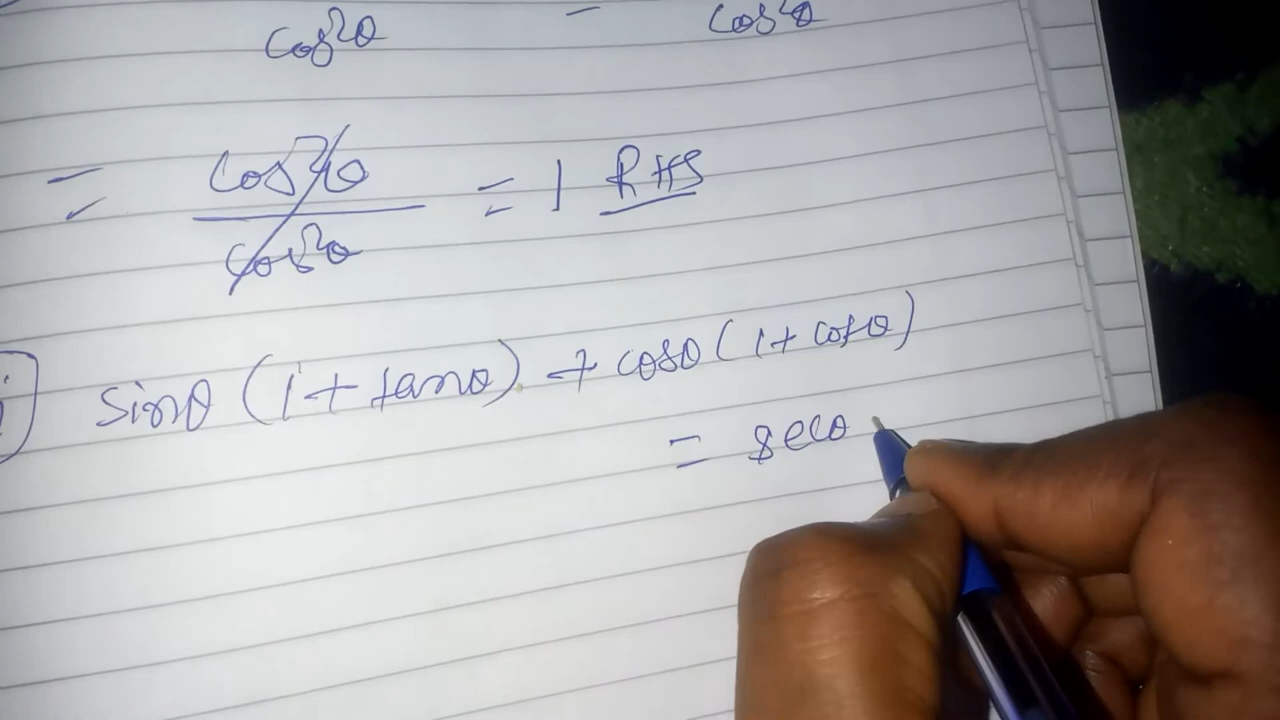 cos²θ - cos²θ
= cos²θ/cos²θ = 1 RHS
i) sinθ (1 + tanθ) + cosθ (1 + cotθ)
= secθ